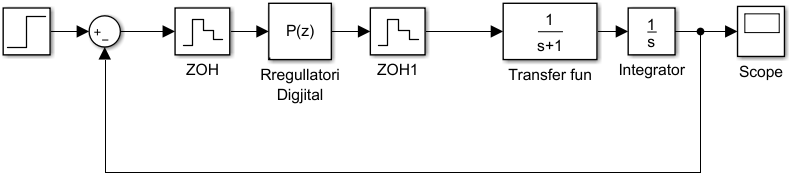 +
−
ZOH
P(z)
Rregullatori
Digjital
ZOH1
1
s+1
Transfer fun
1
s
Integrator
Scope